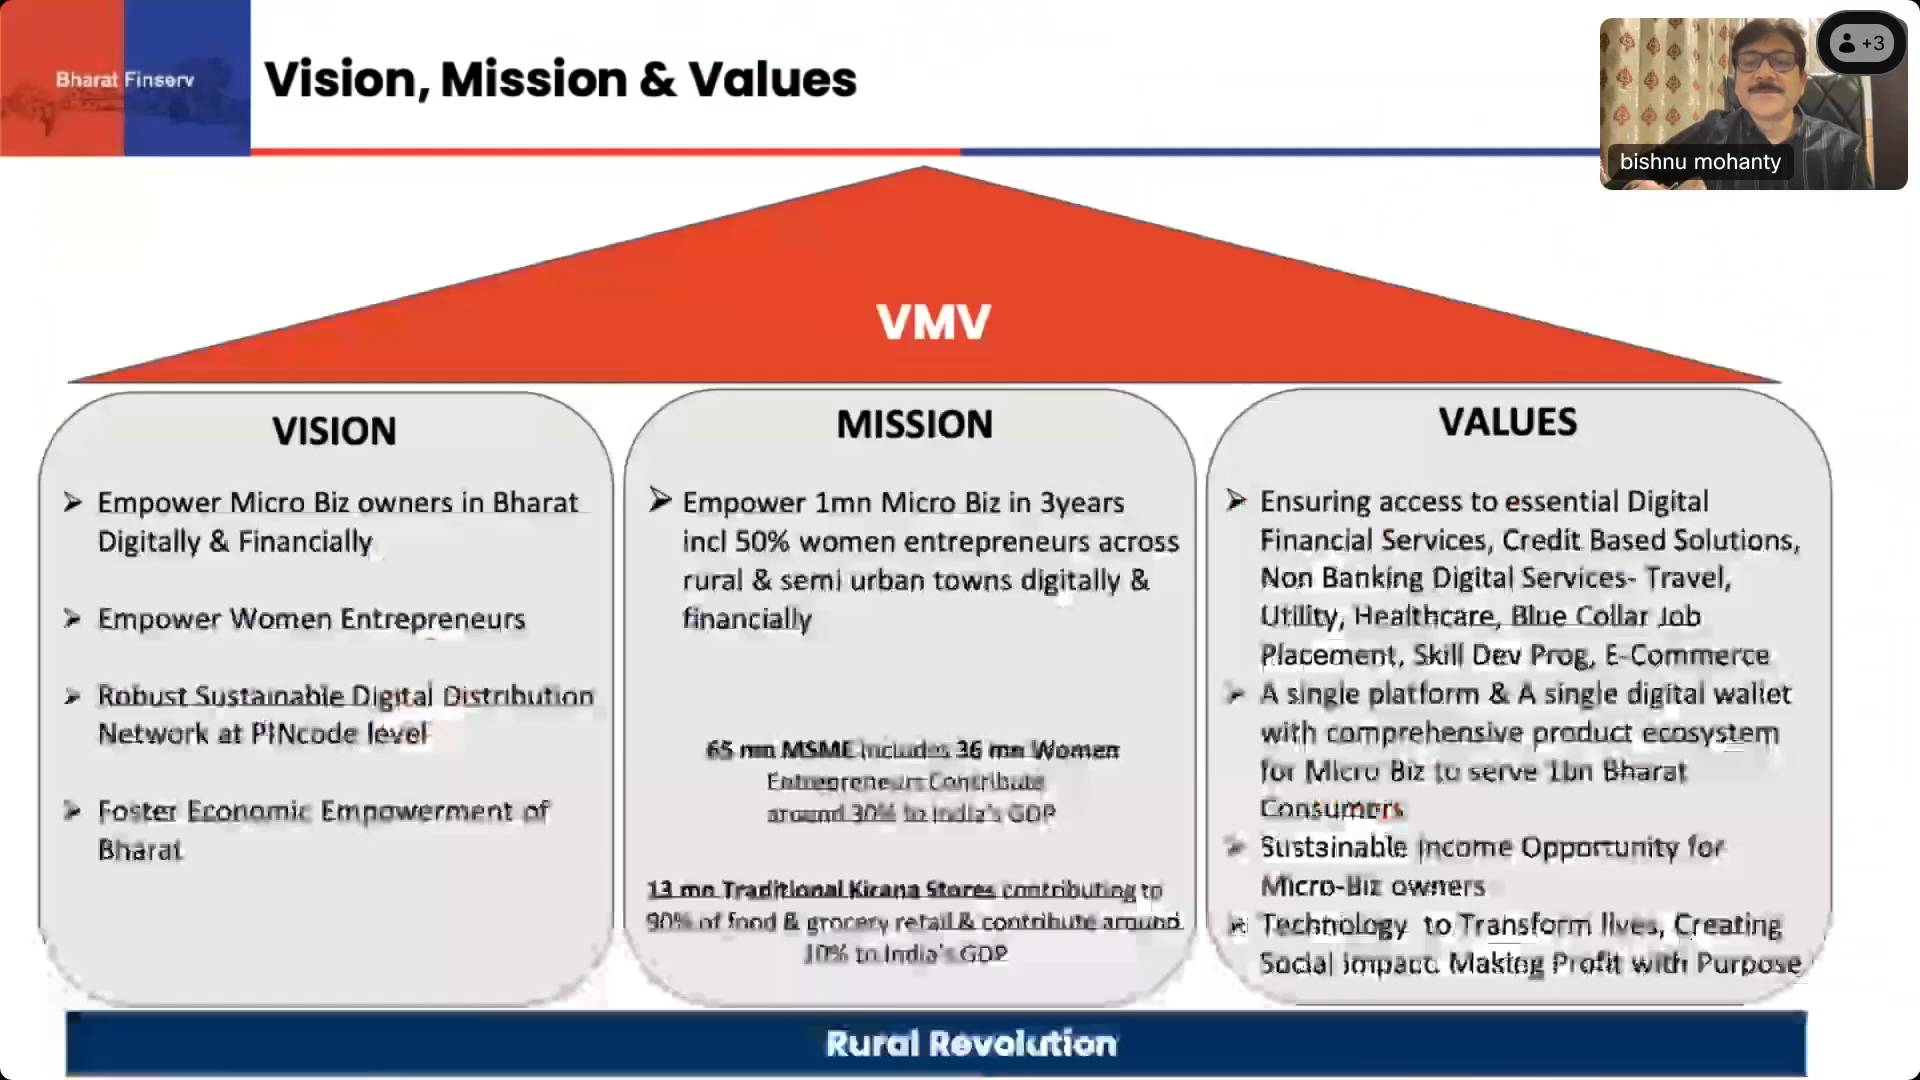 Bharat Finserv
Vision, Mission & Values
+3
bishnu mohanty
VMV
VISION
➢ Empower Micro Biz owners in Bharat
Digitally & Financially
➢ Empower Women Entrepreneurs
➢ Robust Sustainable Digital Distribution
Network at PINcode level
➢ Foster Economic Empowerment of
Bharat
MISSION
➢ Empower 1mn Micro Biz in 3years
incl 50% women entrepreneurs across
rural & semi urban towns digitally &
financially
65 mn MSME includes 36 mn Women
Entrepreneurs Contribute
around 30% to India's GDP
13 mn Traditional Kirana Stores contributing to
90% of food & grocery retail & contribute around
10% to India's GDP
VALUES
➢ Ensuring access to essential Digital
Financial Services, Credit Based Solutions,
Non Banking Digital Services- Travel,
Utility, Healthcare, Blue Collar Job
Placement, Skill Dev Prog, E-Commerce
➢ A single platform & A single digital wallet
with comprehensive product ecosystem
for Micro Biz to serve 1bn Bharat
Consumers
➢ Sustainable Income Opportunity for
Micro-Biz owners
➢ Technology to Transform lives, Creating
Social Impact. Making Profit with Purpose
Rural Revolution